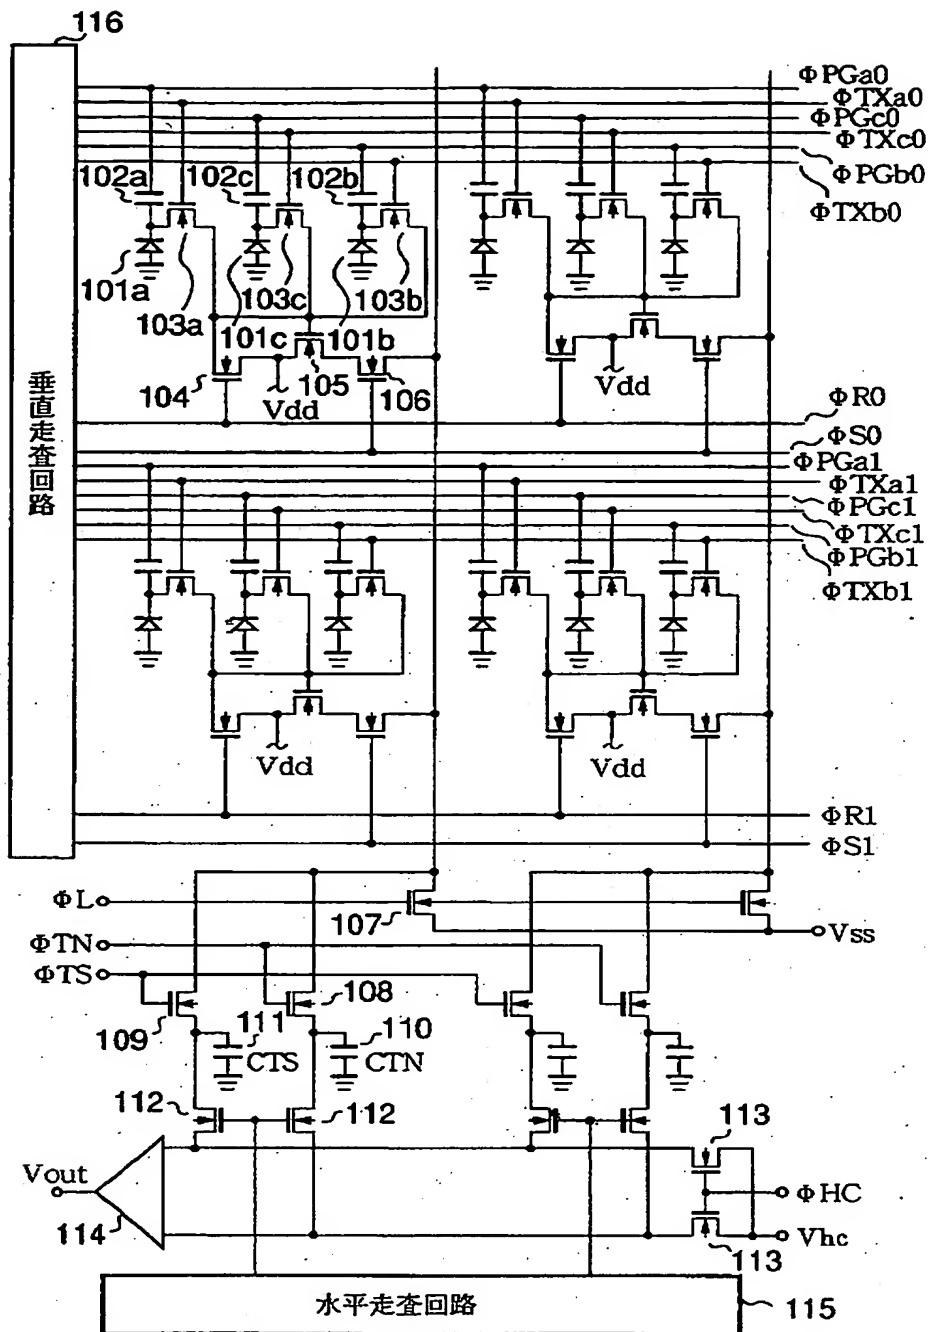 116
ΦPGa0
ΦTXa0
ΦPGc0
ΦTXc0
ΦPGb0
ΦTXb0
102a
102c
102b
101a
103a
101c
103c
101b
103b
104
Vdd
105
106
Vdd
ΦR0
ΦS0
垂直走査回路
ΦPGa1
ΦTXa1
ΦPGc1
ΦTXc1
ΦPGb1
ΦTXb1
Vdd
Vdd
ΦR1
ΦS1
ΦL
107
Vss
ΦTN
ΦTS
109
108
111
CTS
110
CTN
112
112
113
Vout
114
ΦHC
Vhc
113
水平走査回路
115